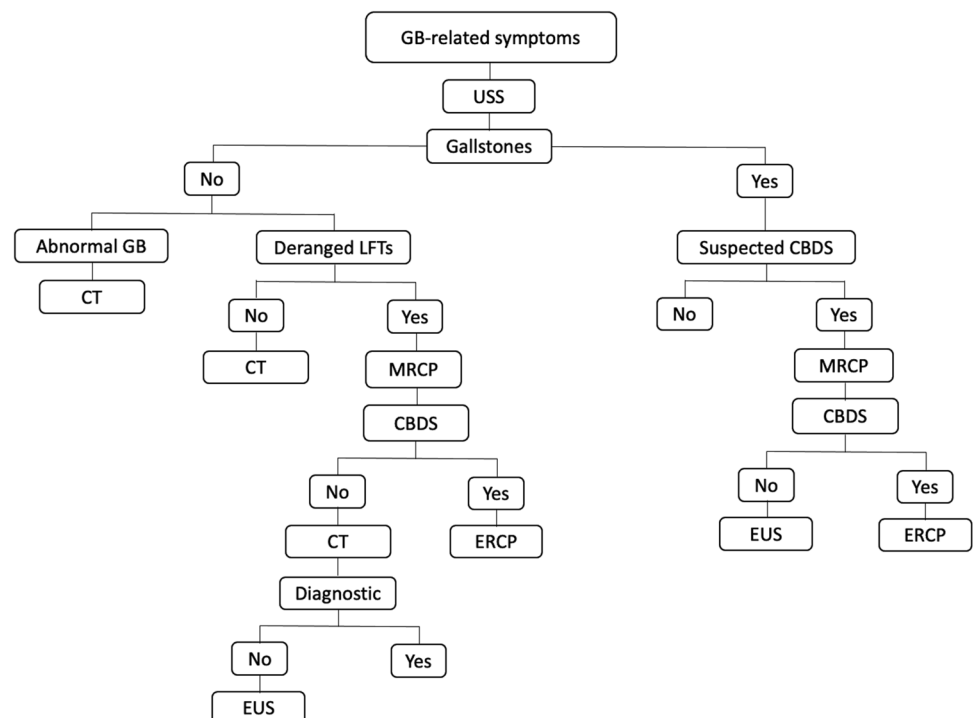 GB-related symptoms
USS
Gallstones
No
Yes
Abnormal GB
Deranged LFTs
Suspected CBDS
CT
No
Yes
No
Yes
CT
MRCP
MRCP
CBDS
CBDS
No
Yes
No
Yes
CT
ERCP
EUS
ERCP
Diagnostic
No
Yes
EUS